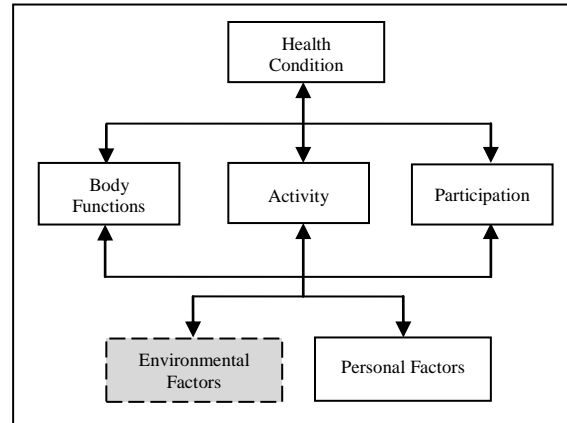 Health
Condition
Body
Functions
Activity
Participation
Environmental
Factors
Personal Factors